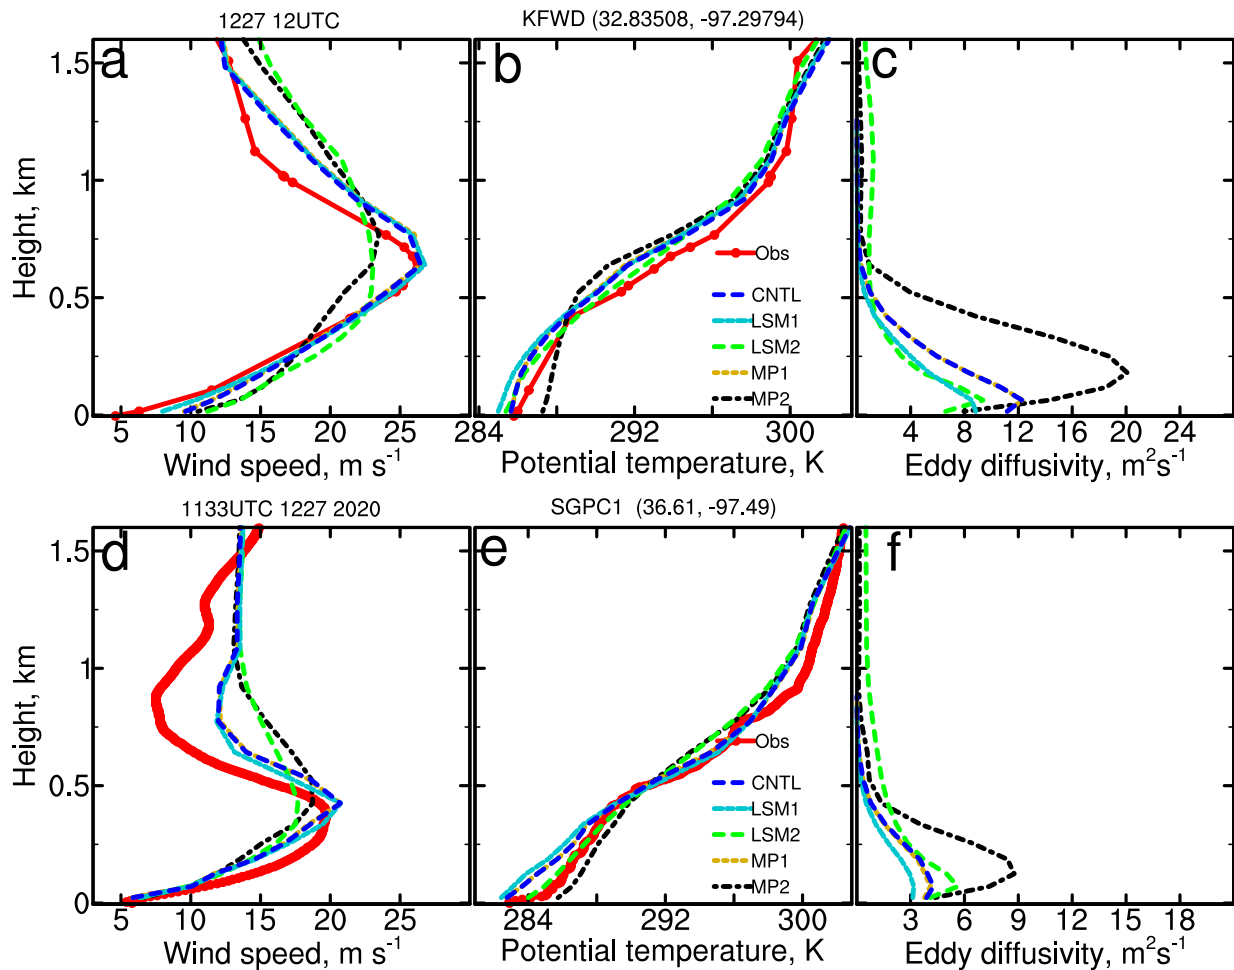 1227 12UTC
KFWD (32.83508, -97.29794)
a
b
c
1.5
1
0.5
0
Height, km
5 10 15 20 25
Wind speed, m s-1
284 292 300
Potential temperature, K
4 8 12 16 20 24
Eddy diffusivity, m2s-1
Obs
CNTL
LSM1
LSM2
MP1
MP2
1133UTC 1227 2020
SGPC1 (36.61, -97.49)
d
e
f
1.5
1
0.5
0
Height, km
5 10 15 20 25
Wind speed, m s-1
284 292 300
Potential temperature, K
3 6 9 12 15 18
Eddy diffusivity, m2s-1
Obs
CNTL
LSM1
LSM2
MP1
MP2